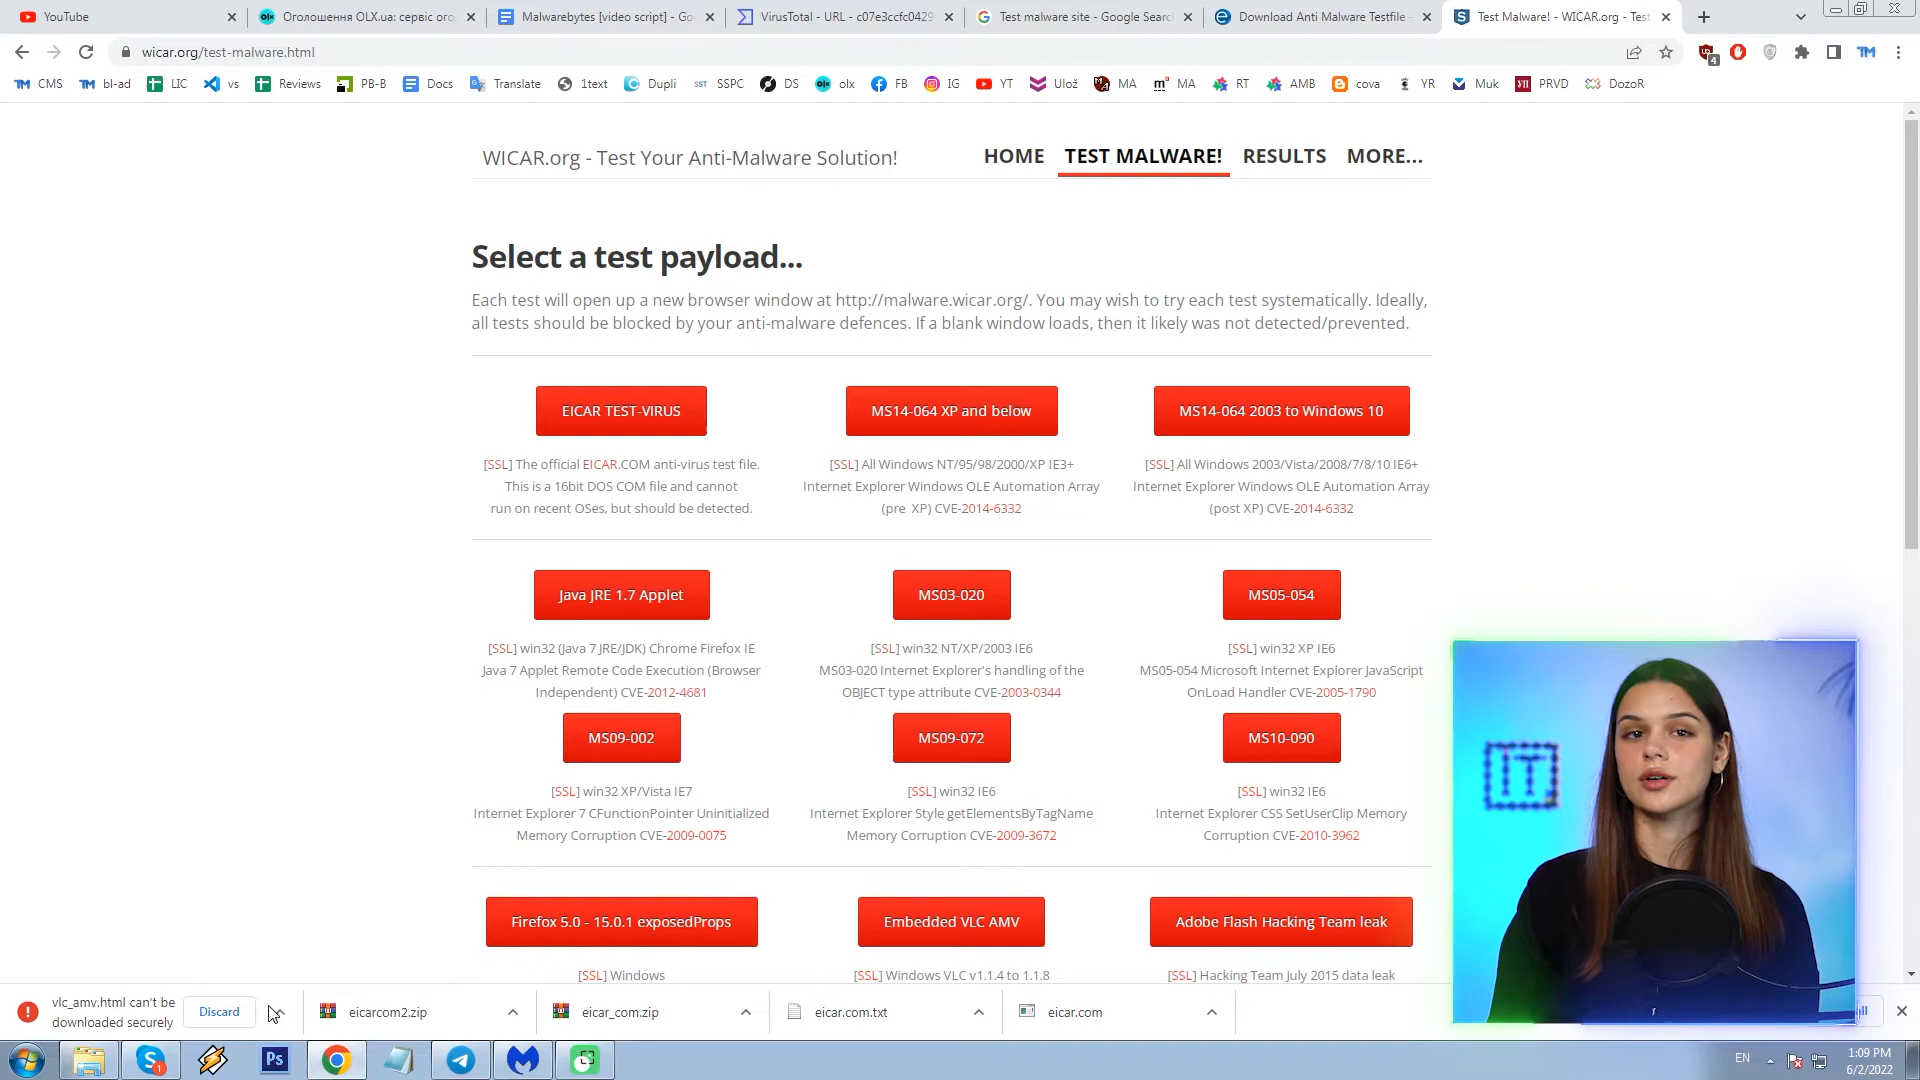 YouTube
Оголошення OLX.ua: сервіс ого
Malwarebytes [video script] - Go
VirusTotal - URL - c07e3ccfc0429
Test malware site - Google Searc
Download Anti Malware Testfile -
Test Malware! - WICAR.org - Test
wicar.org/test-malware.html
4
TM
TM CMS
TM bl-ad
LIC
vs
Reviews
PB-B
Docs
Translate
1text
Dupli
SST SSPC
DS
olx
FB
IG
YT
Ulož
MA
MA
RT
AMB
cova
YR
Muk
PRVD
DozoR
WICAR.org - Test Your Anti-Malware Solution!
HOME
TEST MALWARE!
RESULTS
MORE...
Select a test payload...
Each test will open up a new browser window at http://malware.wicar.org/. You may wish to try each test systematically. Ideally,
all tests should be blocked by your anti-malware defences. If a blank window loads, then it likely was not detected/prevented.
EICAR TEST-VIRUS
[SSL] The official EICAR.COM anti-virus test file.
This is a 16bit DOS COM file and cannot
run on recent OSes, but should be detected.
MS14-064 XP and below
[SSL] All Windows NT/95/98/2000/XP IE3+
Internet Explorer Windows OLE Automation Array
(pre XP) CVE-2014-6332
MS14-064 2003 to Windows 10
[SSL] All Windows 2003/Vista/2008/7/8/10 IE6+
Internet Explorer Windows OLE Automation Array
(post XP) CVE-2014-6332
Java JRE 1.7 Applet
[SSL] win32 (Java 7 JRE/JDK) Chrome Firefox IE
Java 7 Applet Remote Code Execution (Browser
Independent) CVE-2012-4681
MS03-020
[SSL] win32 NT/XP/2003 IE6
MS03-020 Internet Explorer's handling of the
OBJECT type attribute CVE-2003-0344
MS05-054
[SSL] win32 XP IE6
MS05-054 Microsoft Internet Explorer JavaScript
OnLoad Handler CVE-2005-1790
MS09-002
[SSL] win32 XP/Vista IE7
Internet Explorer 7 CFunctionPointer Uninitialized
Memory Corruption CVE-2009-0075
MS09-072
[SSL] win32 IE6
Internet Explorer Style getElementsByTagName
Memory Corruption CVE-2009-3672
MS10-090
[SSL] win32 IE6
Internet Explorer CSS SetUserClip Memory
Corruption CVE-2010-3962
Firefox 5.0 - 15.0.1 exposedProps
[SSL] Windows
Embedded VLC AMV
[SSL] Windows VLC v1.1.4 to 1.1.8
Adobe Flash Hacking Team leak
[SSL] Hacking Team July 2015 data leak
IT
vlc_amv.html can't be
downloaded securely
Discard
eicarcom2.zip
eicar_com.zip
eicar.com.txt
eicar.com
1
Ps
EN
1:09 PM
6/2/2022